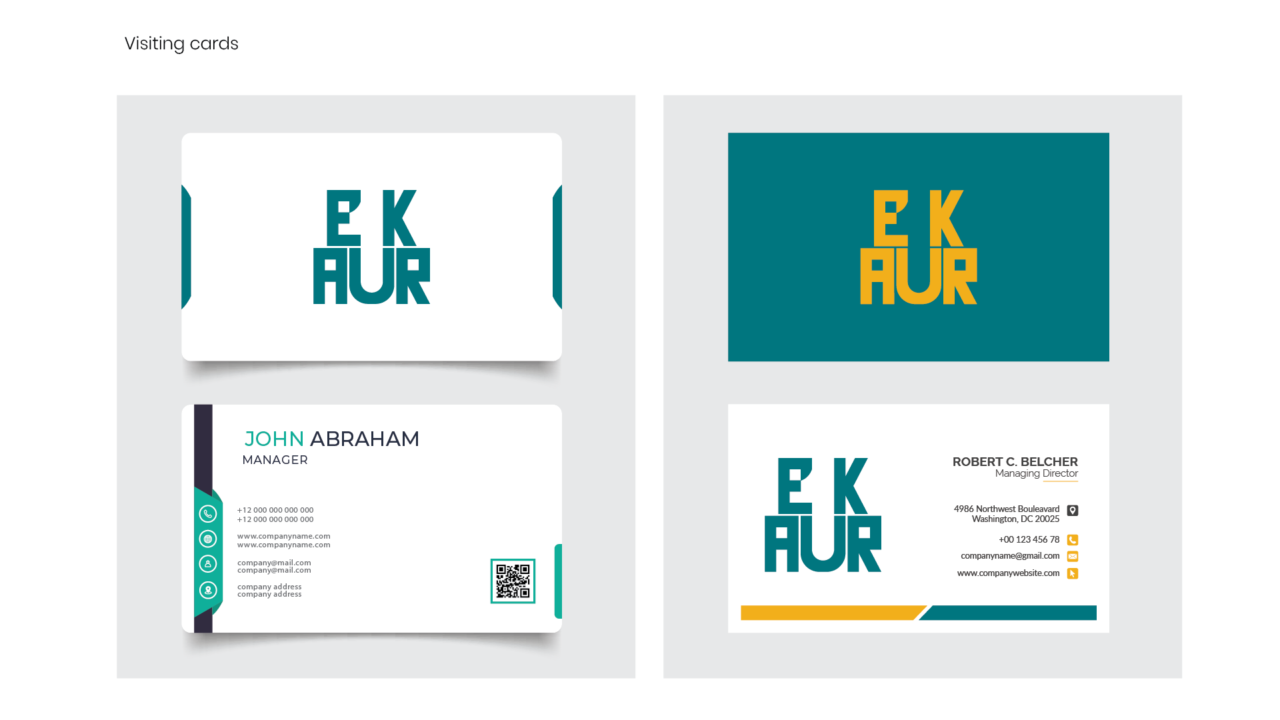 Visiting cards
E K
AUR
JOHN ABRAHAM
MANAGER
+12 000 000 000 000
+12 000 000 000 000
www.companyname.com
www.companyname.com
company@mail.com
company@mail.com
company address
company address
E K
AUR
E K
AUR
ROBERT C. BELCHER
Managing Director
4986 Northwest Bouleavard
Washington, DC 20025
+00 123 456 78
companyname@gmail.com
www.companywebsite.com